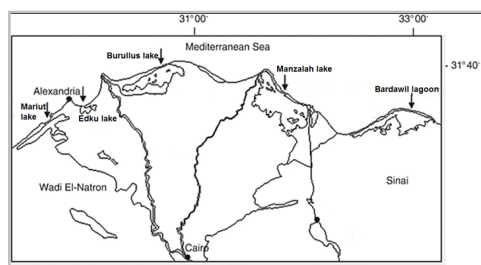 31°00'
33°00'
Mediterranean Sea
Burullus lake
- 31°40'
Manzalah lake
Alexandria
Bardawil lagoon
Mariut
lake
Edku lake
Wadi El-Natron
Sinai
Cairo